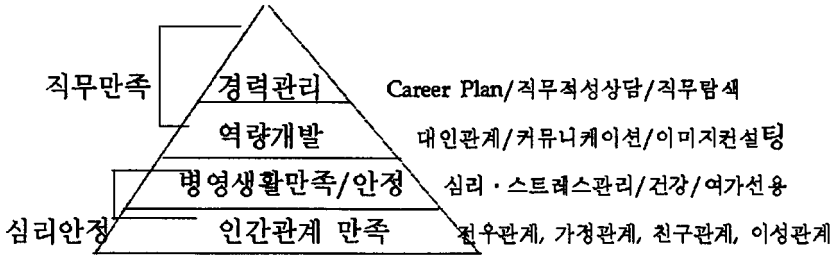 직무만족 경력관리 Career Plan/직무적성상담/직무탐색
역량개발 대인관계/커뮤니케이션/이미지컨설팅
병영생활만족/안정 심리·스트레스관리/건강/여가선용
심리안정 인간관계 만족 전우관계, 가정관계, 친구관계, 이성관계